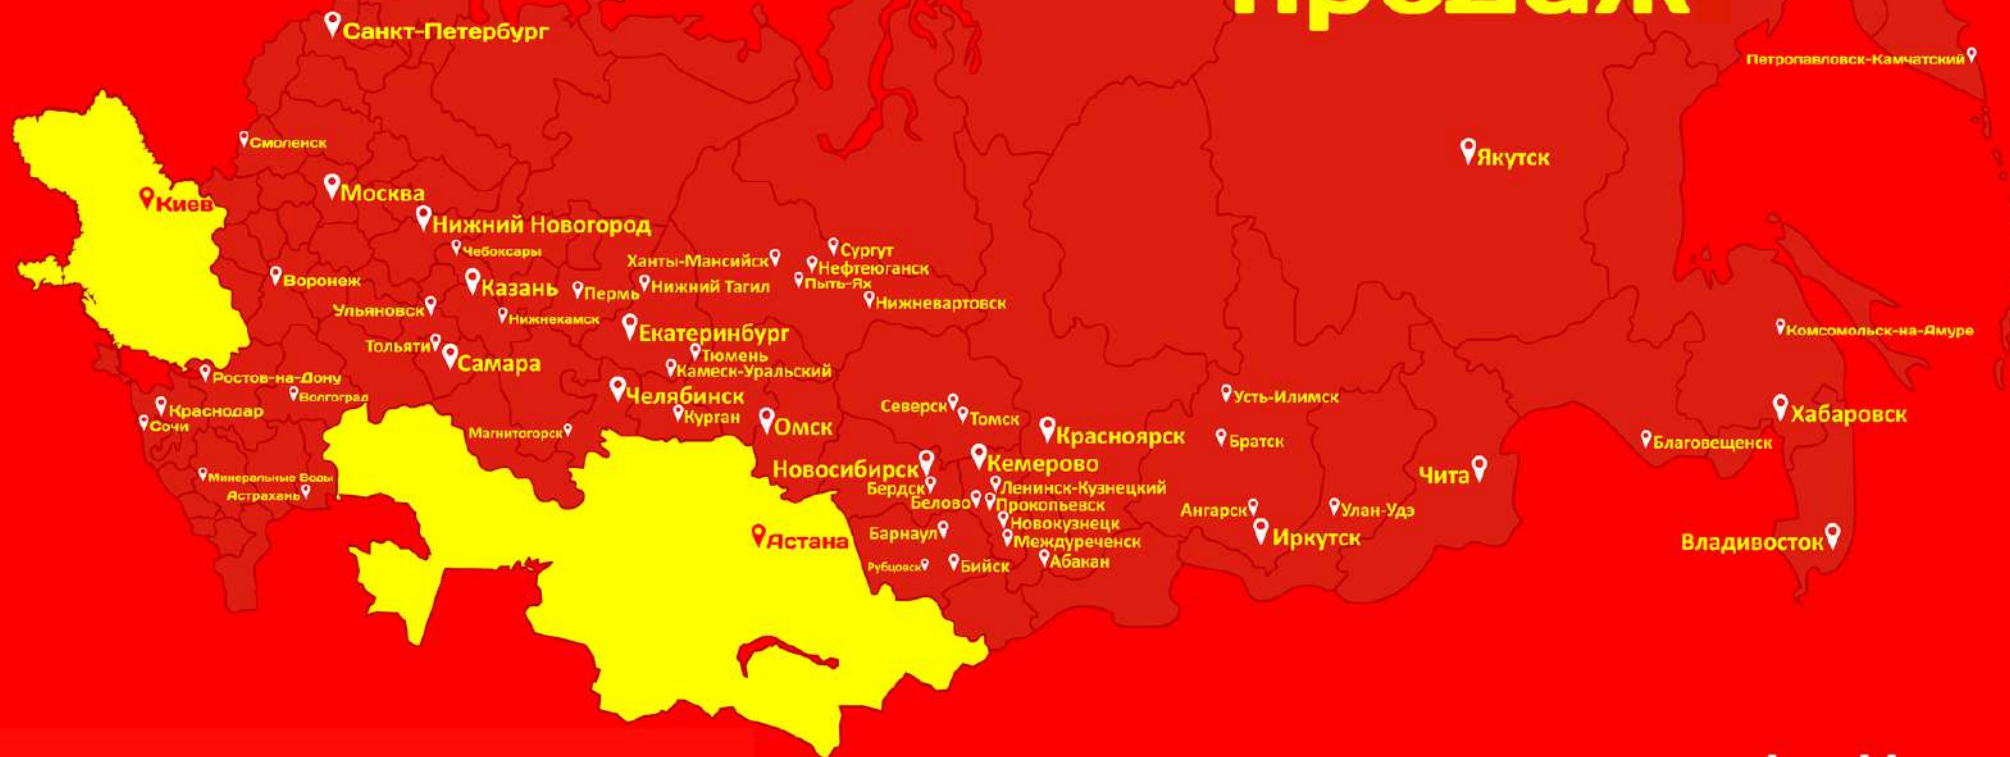 продаж
Санкт-Петербург
Петропавловск-Камчатский
Смоленск
Якутск
Москва
Киев
Нижний Новогород
Чебоксары
Сургут
Ханты-Мансийск
Нефтеюганск
Воронеж
Казань
Пермь
Нижний Тагил
Пыть-Ях
Нижневартовск
Ульяновск
Нижнекамск
Екатеринбург
Комсомольск-на-Амуре
Тольяти
Самара
Тюмень
Камеск-Уральский
Ростов-на-Дону
Волгоград
Челябинск
Усть-Илимск
Краснодар
Сочи
Курган
Северск
Томск
Хабаровск
Магнитогорск
Омск
Красноярск
Братск
Благовещенск
Новосибирск
Кемерово
Чита
Минеральные Воды
Астрахань
Бердск
Ленинск-Кузнецкий
Белово
Прокопьевск
Ангарск
Улан-Удэ
Новокузнецк
Барнаул
Астана
Междуреченск
Иркутск
Владивосток
Рубцовск
Бийск
Абакан